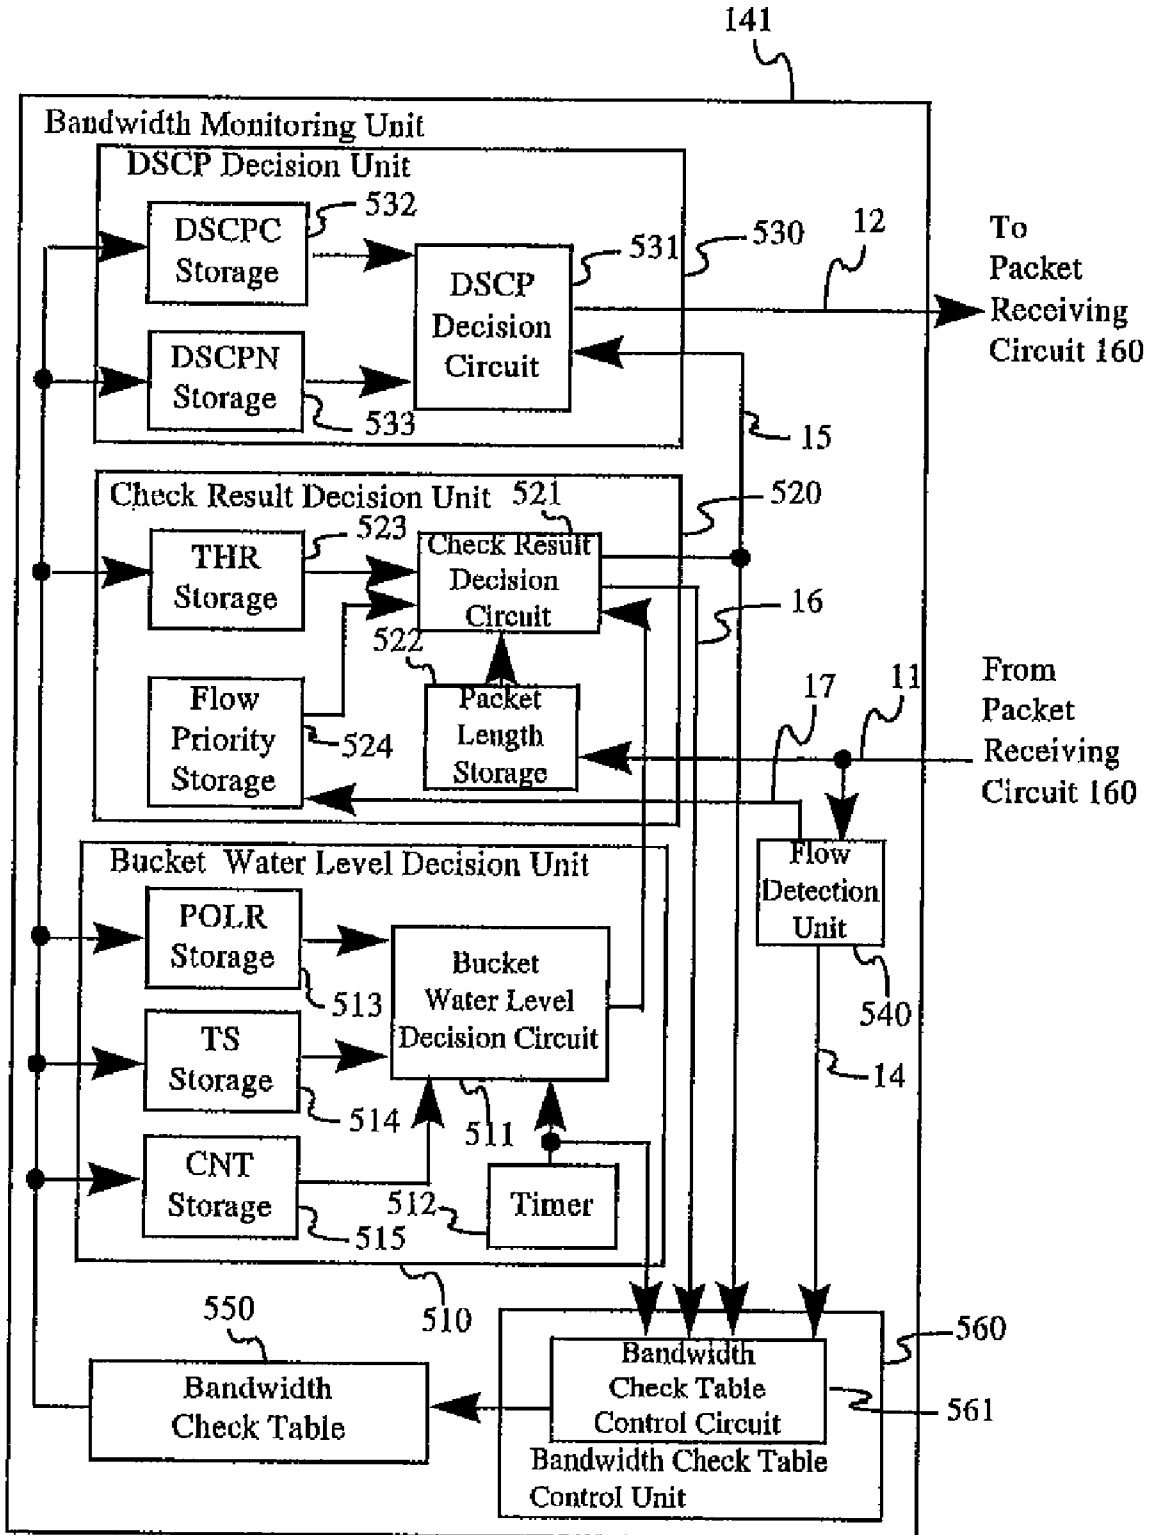 141
Bandwidth Monitoring Unit
DSCP Decision Unit
DSCPC
Storage
532
DSCP
Decision
Circuit
531
530
12
To
Packet
Receiving
Circuit 160
DSCPN
Storage
533
15
Check Result Decision Unit
521
520
THR
Storage
523
Check Result
Decision
Circuit
16
522
Flow
Priority
Storage
524
Packet
Length
Storage
17
11
From
Packet
Receiving
Circuit 160
Flow
Detection
Unit
540
Bucket Water Level Decision Unit
POLR
Storage
513
Bucket
Water Level
Decision Circuit
511
TS
Storage
514
14
CNT
Storage
515
512
Timer
510
550
Bandwidth
Check Table
560
Bandwidth
Check Table
Control Circuit
561
Bandwidth Check Table
Control Unit